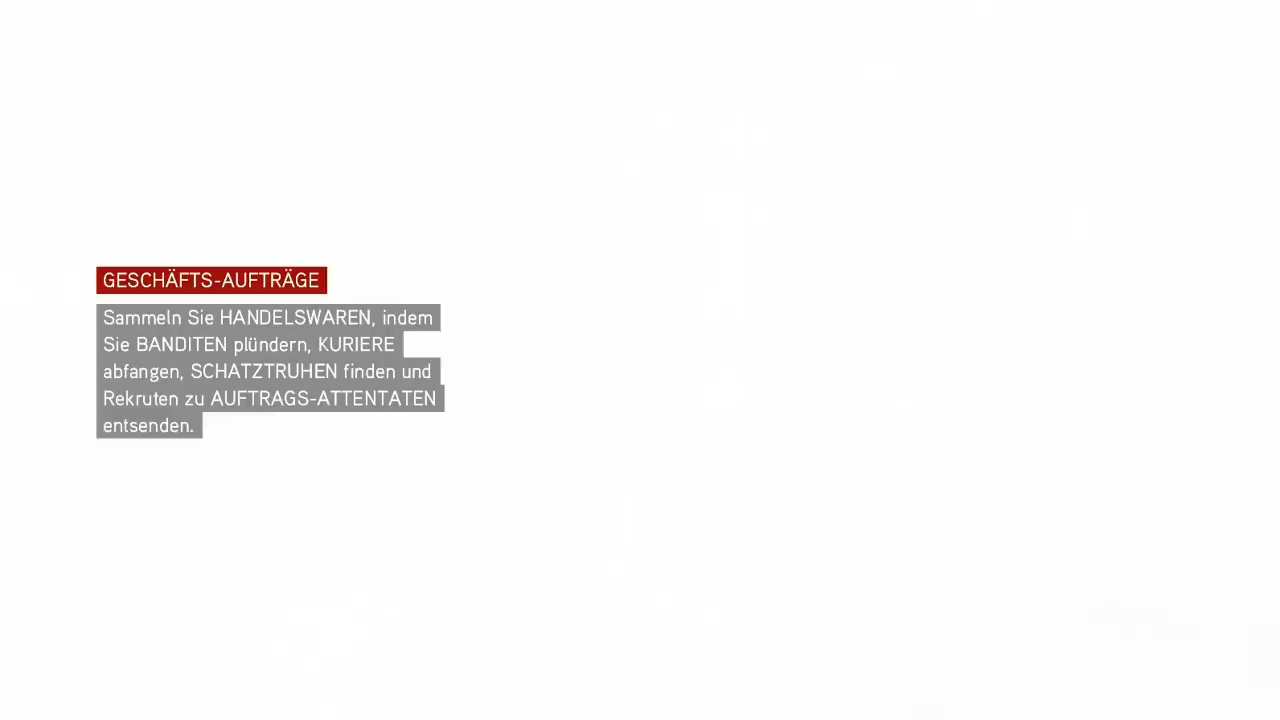 GESCHÄFTS-AUFTRÄGE
Sammeln Sie HANDELSWAREN, indem
Sie BANDITEN plündern, KURIERE
abfangen, SCHATZTRUHEN finden und
Rekruten zu AUFTRAGS-ATTENTATEN
entsenden.